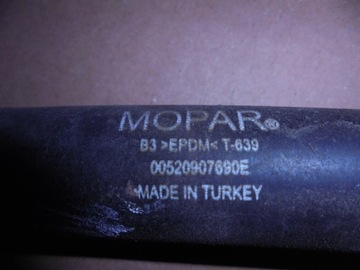 MOPAR®
B3 >EPDM< T-639
00520907690E
MADE IN TURKEY